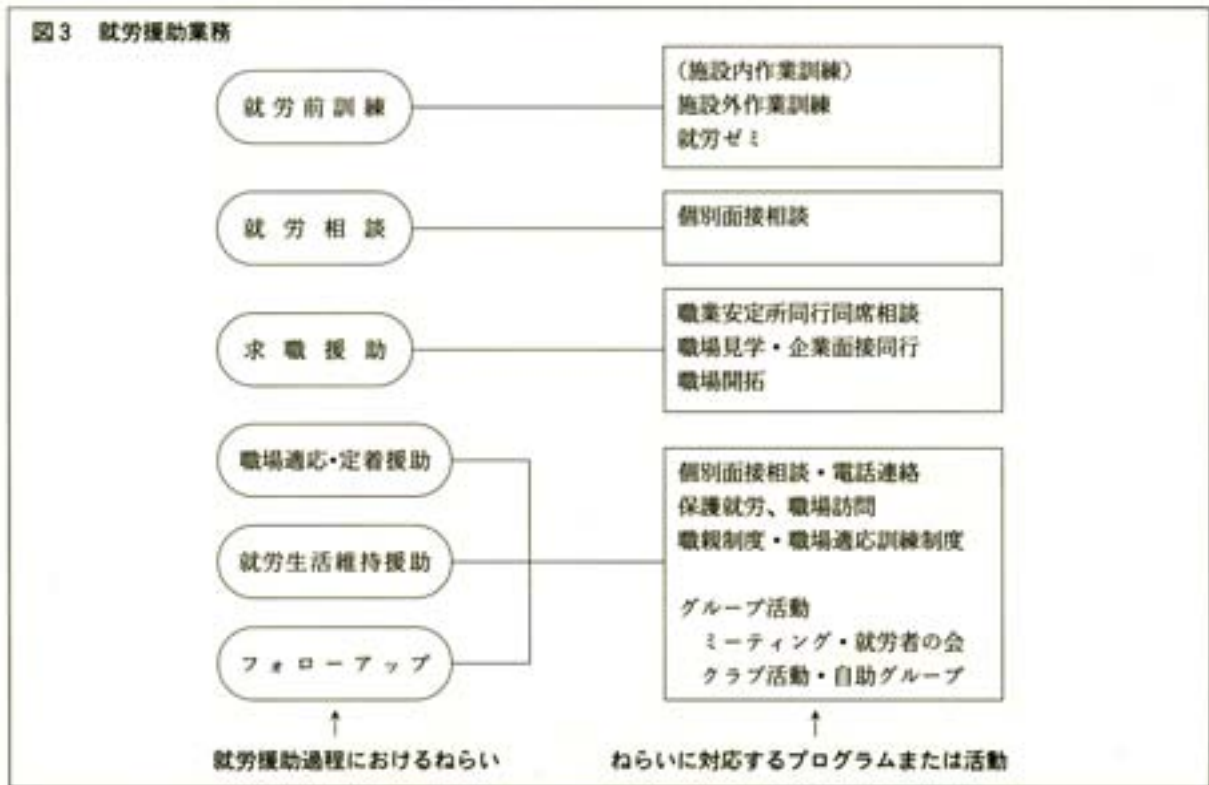 図3 就労援助業務
就労前訓練
(施設内作業訓練)
施設外作業訓練
就労ゼミ
就労相談
個別面接相談
求職援助
職業安定所同行同席相談
職場見学・企業面接同行
職場開拓
職場適応・定着援助
就労生活維持援助
フォローアップ
個別面接相談・電話連絡
保護就労、職場訪問
職親制度・職場適応訓練制度
グループ活動
ミーティング・就労者の会
クラブ活動・自助グループ
↑
就労援助過程におけるねらい
↑
ねらいに対応するプログラムまたは活動